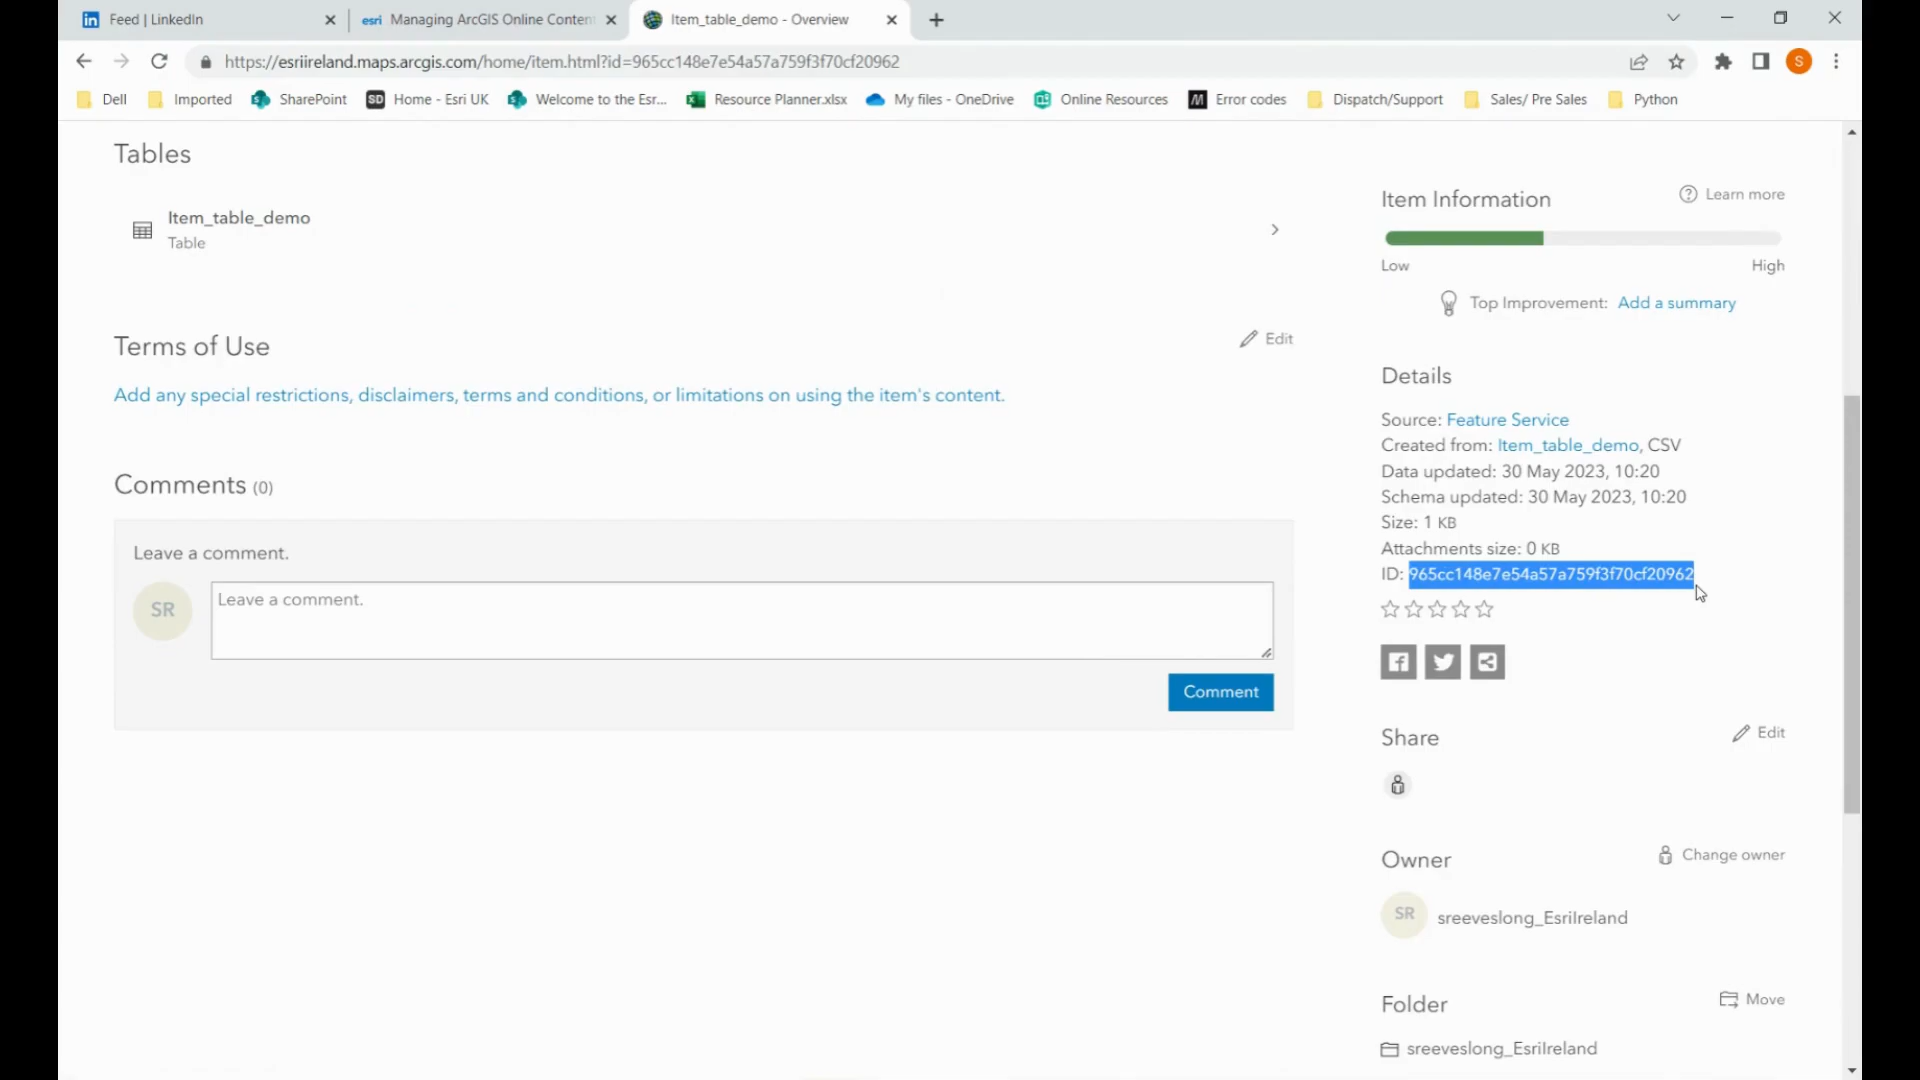 Feed | LinkedIn
esri Managing ArcGIS Online Conten
Item_table_demo - Overview
https://esriireland.maps.arcgis.com/home/item.html?id=965cc148e7e54a57a759f3f70cf20962
S
Dell
Imported
SharePoint
SD Home - Esri UK
Welcome to the Esr...
Resource Planner.xlsx
My files - OneDrive
Online Resources
Error codes
Dispatch/Support
Sales/ Pre Sales
Python
Tables
Item_table_demo
Table
Terms of Use
Edit
Add any special restrictions, disclaimers, terms and conditions, or limitations on using the item's content.
Comments (0)
Leave a comment.
SR
Leave a comment.
Comment
Item Information
Learn more
Low
High
Top Improvement: Add a summary
Details
Source: Feature Service
Created from: Item_table_demo, CSV
Data updated: 30 May 2023, 10:20
Schema updated: 30 May 2023, 10:20
Size: 1 KB
Attachments size: 0 KB
ID: 965cc148e7e54a57a759f3f70cf20962
Share
Edit
Owner
Change owner
SR
sreeveslong_EsriIreland
Folder
Move
sreeveslong_EsriIreland